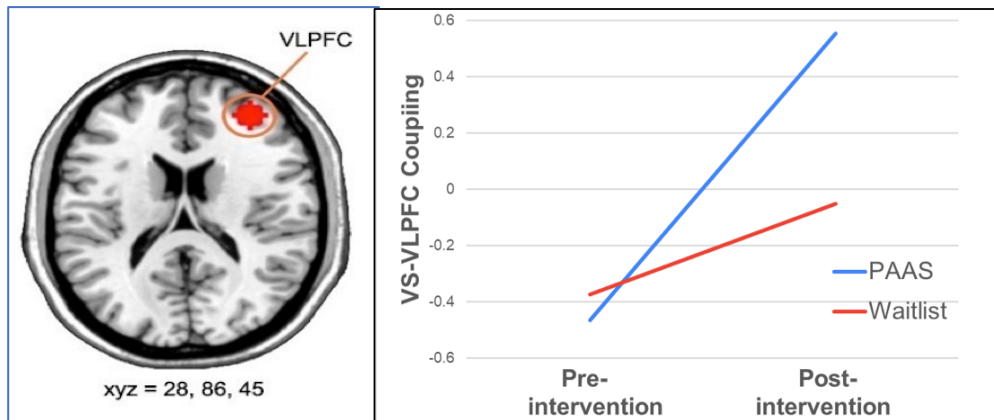 VLPFC
xyz = 28, 86, 45
VS-VLPFC Coupiing
0.6
0.4
0.2
0
-0.2
-0.4
-0.6
PAAS
Waitlist
Pre-
intervention
Post-
intervention